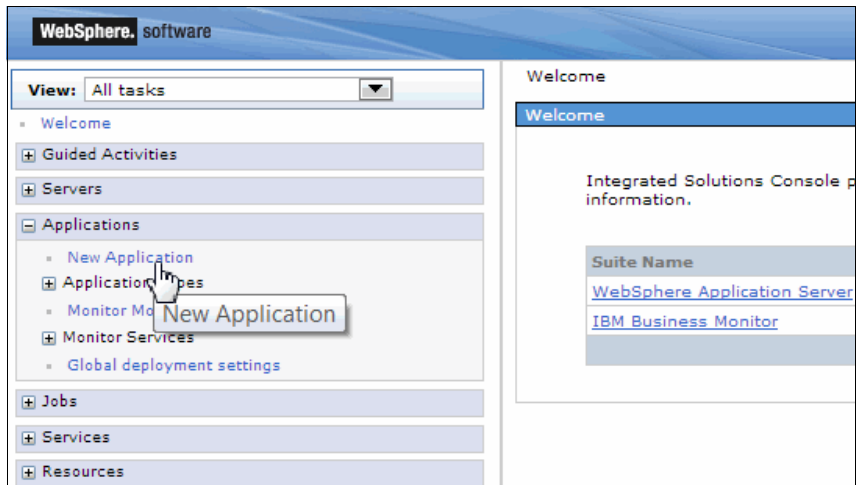 WebSphere. software
View: All tasks
Welcome
Guided Activities
Servers
Applications
New Application
Application pes
Monitor Mo
New Application
Monitor Services
Global deployment settings
Jobs
Services
Resources
Welcome
Welcome
Integrated Solutions Console p
information.
Suite Name
WebSphere Application Server
IBM Business Monitor